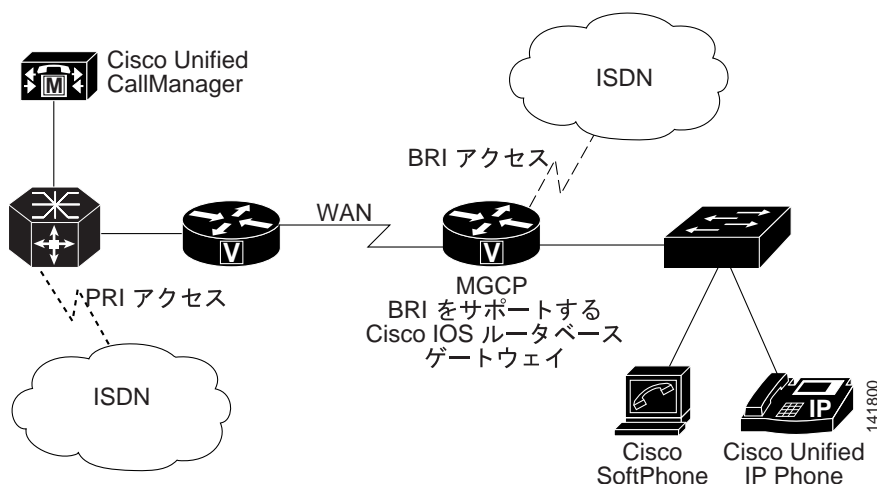 Cisco Unified
CallManager
M
ISDN
BRI アクセス
WAN
V
V
PRI アクセス
MGCP
BRI をサポートする
Cisco IOS ルータベース
ゲートウェイ
ISDN
IP
141800
Cisco
SoftPhone
Cisco Unified
IP Phone